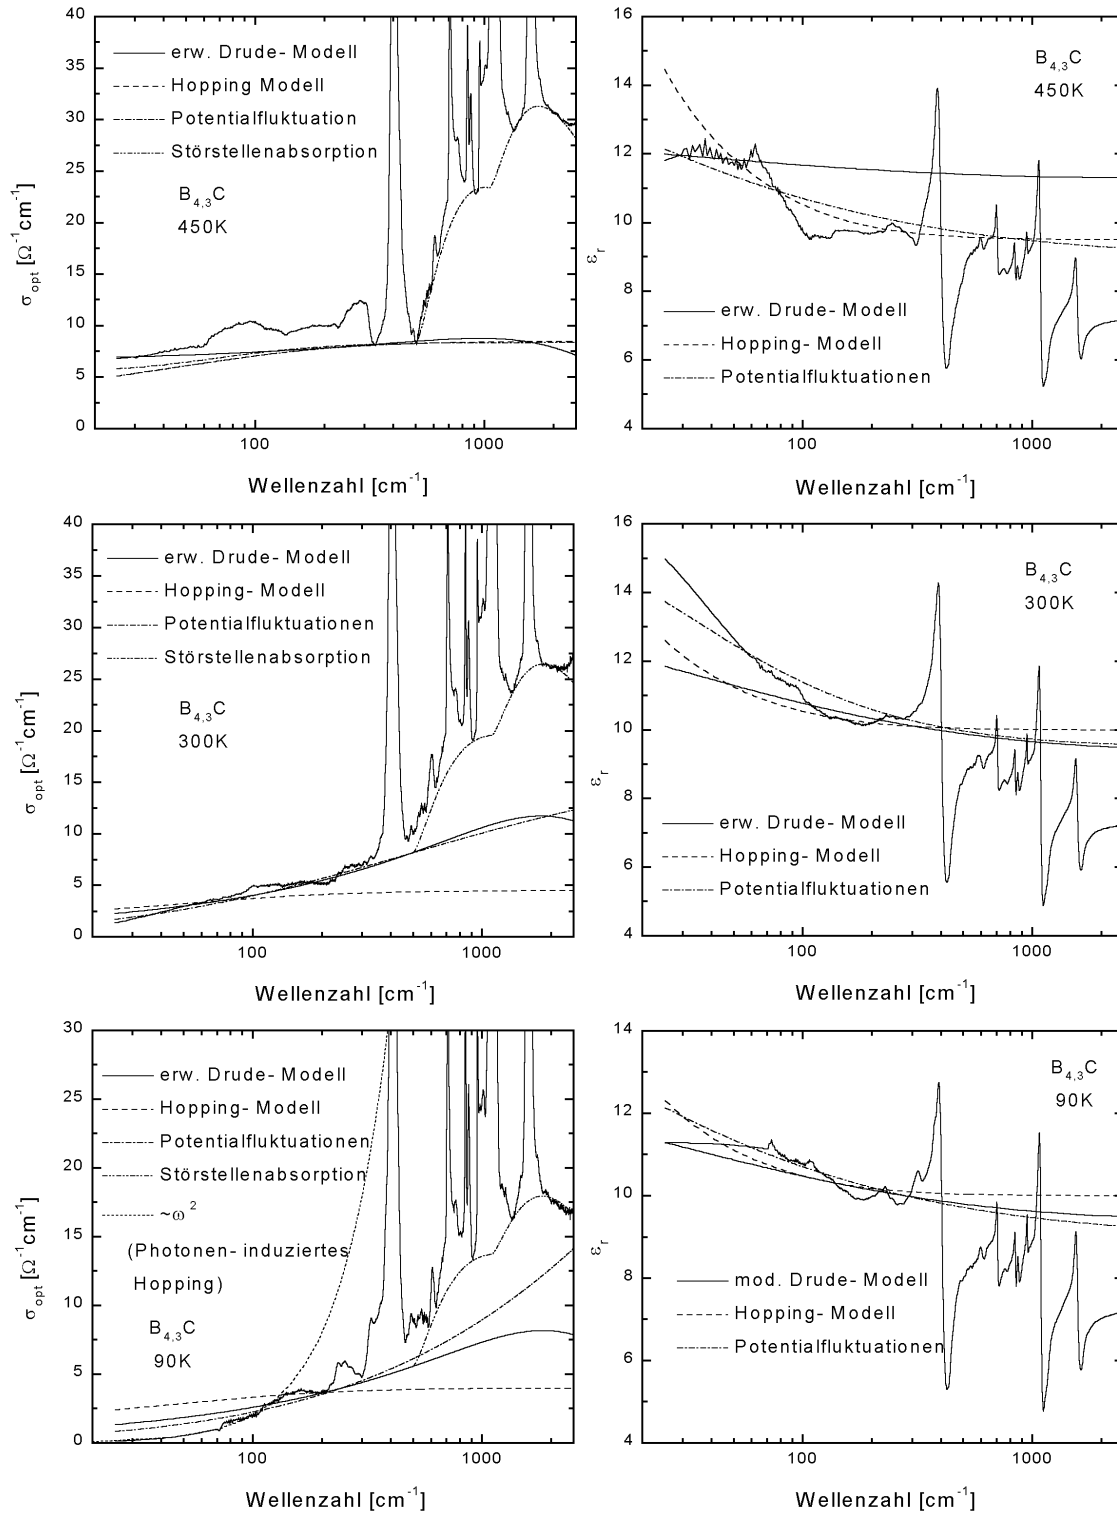 40
35
30
25
20
15
10
5
0
σopt [Ω⁻¹cm⁻¹]
erw. Drude- Modell
Hopping Modell
Potentialfluktuation
Störstellenabsorption
B4,3C
450K
100
1000
Wellenzahl [cm⁻¹]
16
14
12
10
8
6
4
εr
B4,3C
450K
erw. Drude- Modell
Hopping- Modell
Potentialfluktuationen
100
1000
Wellenzahl [cm⁻¹]
40
35
30
25
20
15
10
5
0
σopt [Ω⁻¹cm⁻¹]
erw. Drude- Modell
Hopping- Modell
Potentialfluktuationen
Störstellenabsorption
B4,3C
300K
100
1000
Wellenzahl [cm⁻¹]
16
14
12
10
8
6
4
εr
B4,3C
300K
erw. Drude- Modell
Hopping- Modell
Potentialfluktuationen
100
1000
Wellenzahl [cm⁻¹]
30
25
20
15
10
5
0
σopt [Ω⁻¹cm⁻¹]
erw. Drude- Modell
Hopping- Modell
Potentialfluktuationen
Störstellenabsorption
~ω²
(Photonen- induziertes
Hopping)
B4,3C
90K
100
1000
Wellenzahl [cm⁻¹]
14
12
10
8
6
4
εr
B4,3C
90K
mod. Drude- Modell
Hopping- Modell
Potentialfluktuationen
100
1000
Wellenzahl [cm⁻¹]